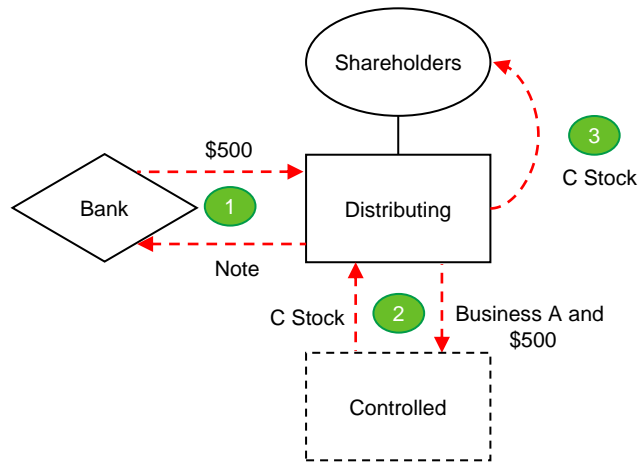 Shareholders
$500
3
C Stock
Bank
1
Distributing
Note
C Stock
2
Business A and
$500
Controlled